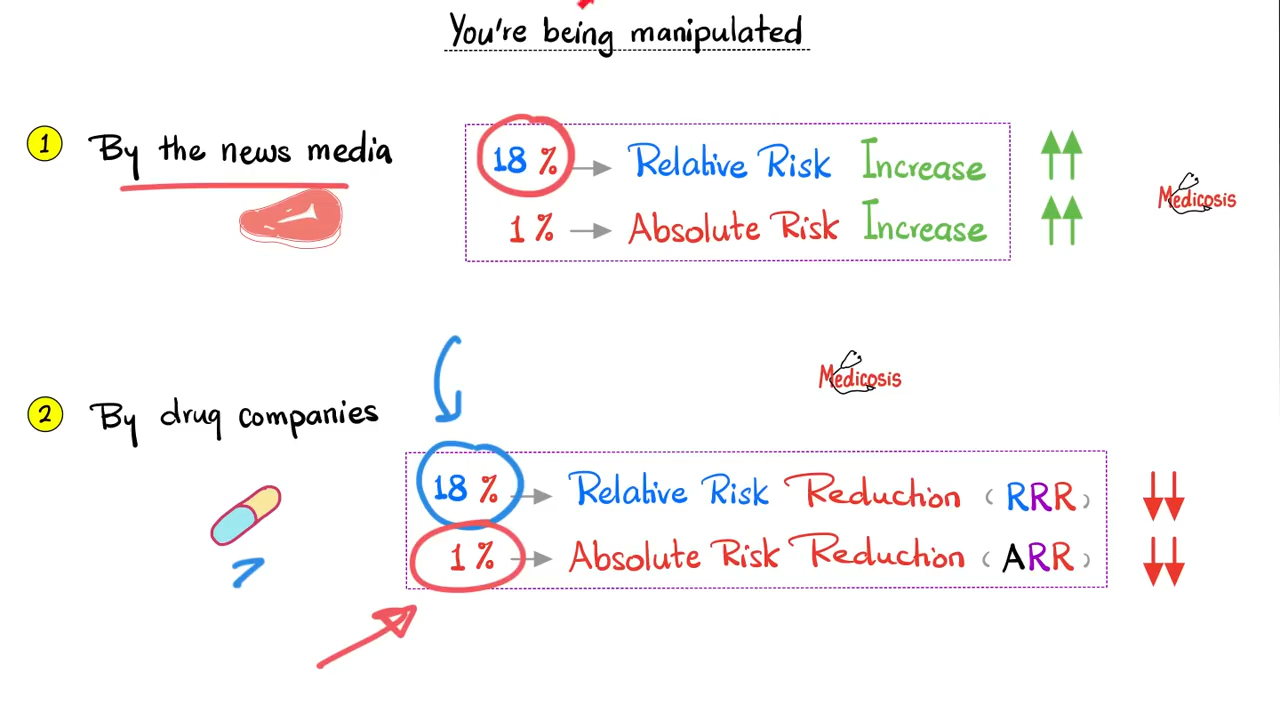 You're being manipulated
1 By the news media
18 % Relative Risk Increase
1 % Absolute Risk Increase
Medicosis
Medicosis
2 By drug companies
18 % Relative Risk Reduction ( RRR )
1 % Absolute Risk Reduction ( ARR )